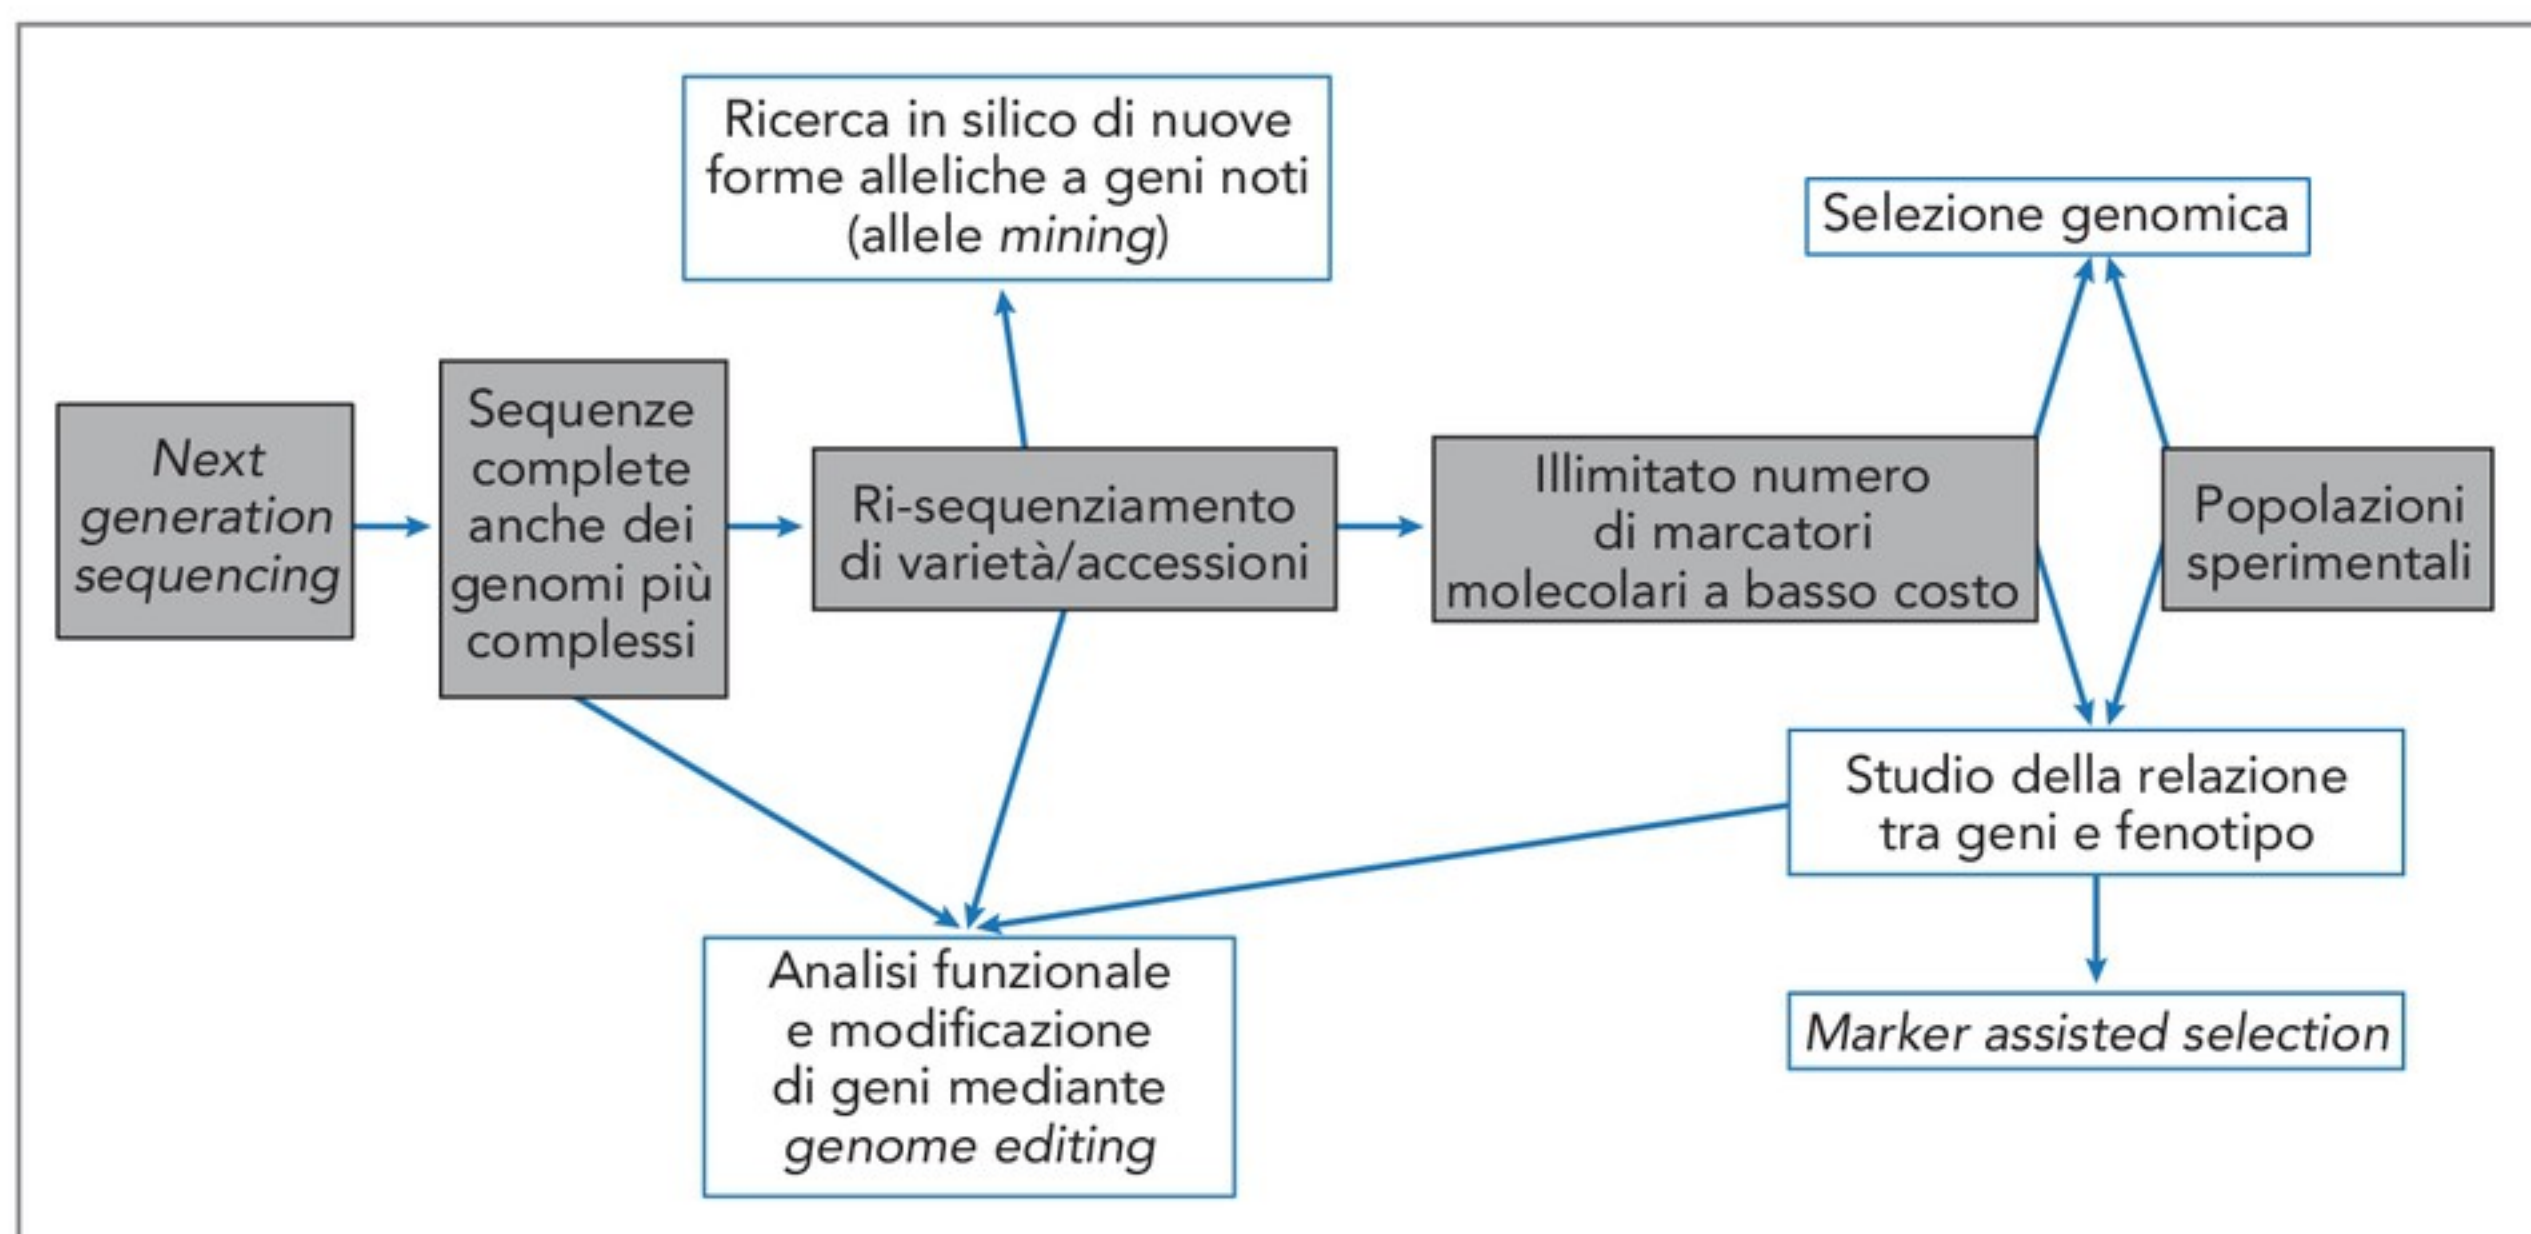 Ricerca in silico di nuove
forme alleliche a geni noti
(allele mining)
Selezione genomica
Next
generation
sequencing
Sequenze
complete
anche dei
genomi più
complessi
Ri-sequenziamento
di varietà/accessioni
Illimitato numero
di marcatori
molecolari a basso costo
Popolazioni
sperimentali
Studio della relazione
tra geni e fenotipo
Analisi funzionale
e modificazione
di geni mediante
genome editing
Marker assisted selection